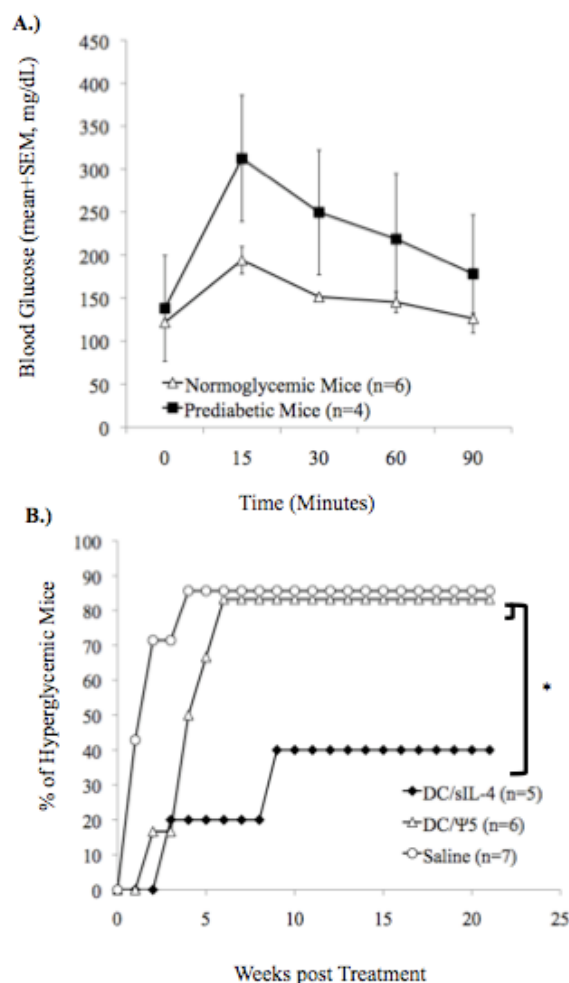 A.)
Blood Glucose (mean+SEM, mg/dL)
450
400
350
300
250
200
150
100
50
0
Normoglycemic Mice (n=6)
Prediabetic Mice (n=4)
0 15 30 60 90
Time (Minutes)
B.)
% of Hyperglycemic Mice
100
90
80
70
60
50
40
30
20
10
0
*
DC/sIL-4 (n=5)
DC/Ψ5 (n=6)
Saline (n=7)
0 5 10 15 20 25
Weeks post Treatment